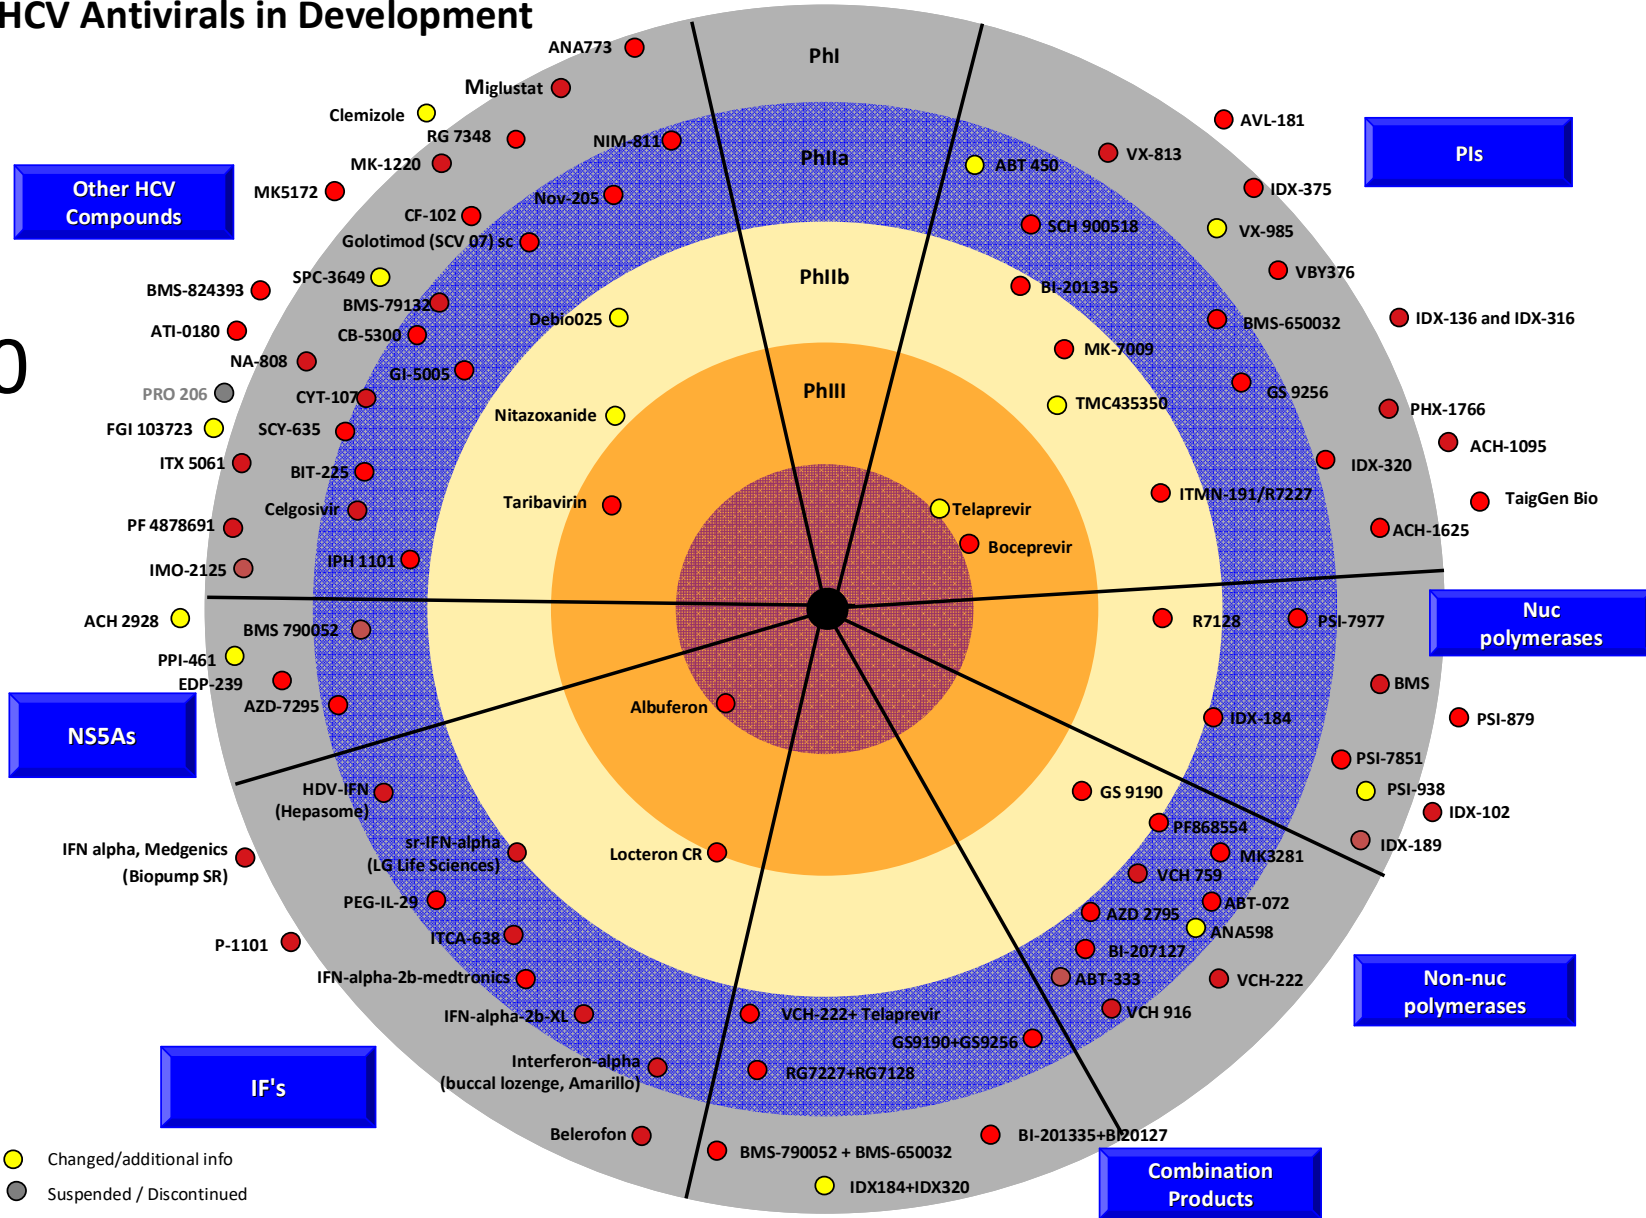 HCV Antivirals in Development
0
PhI
PhIIa
PhIIb
PhIII
Other HCV
Compounds
ANA773
Miglustat
Clemizole
RG 7348
NIM-811
MK-1220
MK5172
Nov-205
CF-102
Golotimod (SCV 07) sc
SPC-3649
BMS-824393
BMS-79132
Debio025
ATI-0180
CB-5300
NA-808
GI-5005
PRO 206
CYT-107
Nitazoxanide
FGI 103723
SCY-635
ITX 5061
BIT-225
Taribavirin
Celgosivir
PF 4878691
IPH 1101
IMO-2125
PIs
AVL-181
VX-813
ABT 450
IDX-375
SCH 900518
VX-985
VBY376
BI-201335
IDX-136 and IDX-316
BMS-650032
MK-7009
GS 9256
TMC435350
PHX-1766
ACH-1095
IDX-320
ITMN-191/R7227
TaigGen Bio
Telaprevir
ACH-1625
Boceprevir
Nuc
polymerases
R7128
PSI-7977
BMS
IDX-184
PSI-879
PSI-7851
PSI-938
IDX-102
IDX-189
NS5As
ACH 2928
BMS 790052
PPI-461
EDP-239
AZD-7295
Albuferon
HDV-IFN
(Hepasome)
IFN alpha, Medgenics
(Biopump SR)
sr-IFN-alpha
(LG Life Sciences)
Locteron CR
PEG-IL-29
P-1101
ITCA-638
IFN-alpha-2b-medtronics
IFN-alpha-2b-XL
Interferon-alpha
(buccal lozenge, Amarillo)
Belerofon
IF's
GS 9190
PF868554
MK3281
VCH 759
ABT-072
AZD 2795
ANA598
BI-207127
ABT-333
VCH-222
VCH 916
Non-nuc
polymerases
VCH-222+ Telaprevir
GS9190+GS9256
RG7227+RG7128
BI-201335+BI20127
BMS-790052 + BMS-650032
IDX184+IDX320
Combination
Products
Changed/additional info
Suspended / Discontinued